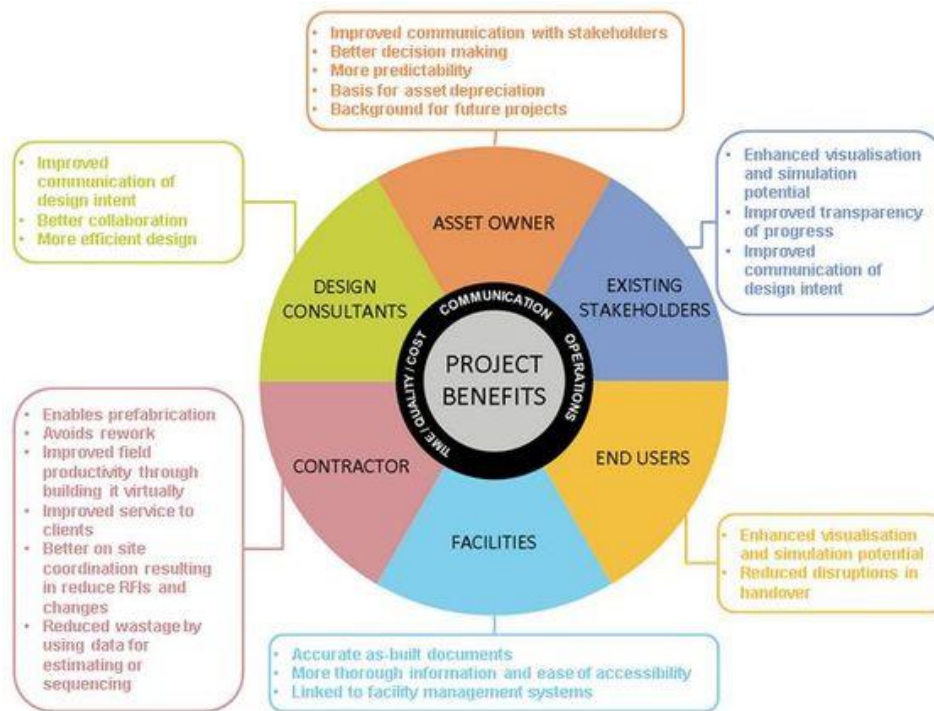 • Improved communication with stakeholders
• Better decision making
• More predictability
• Basis for asset depreciation
• Background for future projects
• Improved
communication of
design intent
• Better collaboration
• More efficient design
• Enhanced visualisation
and simulation
potential
• Improved transparency
of progress
• Improved
communication of
design intent
ASSET OWNER
DESIGN
CONSULTANTS
EXISTING
STAKEHOLDERS
COMMUNICATION
OPERATIONS
TIME / QUALITY / COST
PROJECT
BENEFITS
CONTRACTOR
END USERS
FACILITIES
• Enables prefabrication
• Avoids rework
• Improved field
productivity through
building it virtually
• Improved service to
clients
• Better on site
coordination resulting
in reduce RFIs and
changes
• Reduced wastage by
using data for
estimating or
sequencing
• Enhanced visualisation
and simulation potential
• Reduced disruptions in
handover
• Accurate as-built documents
• More thorough information and ease of accessibility
• Linked to facility management systems